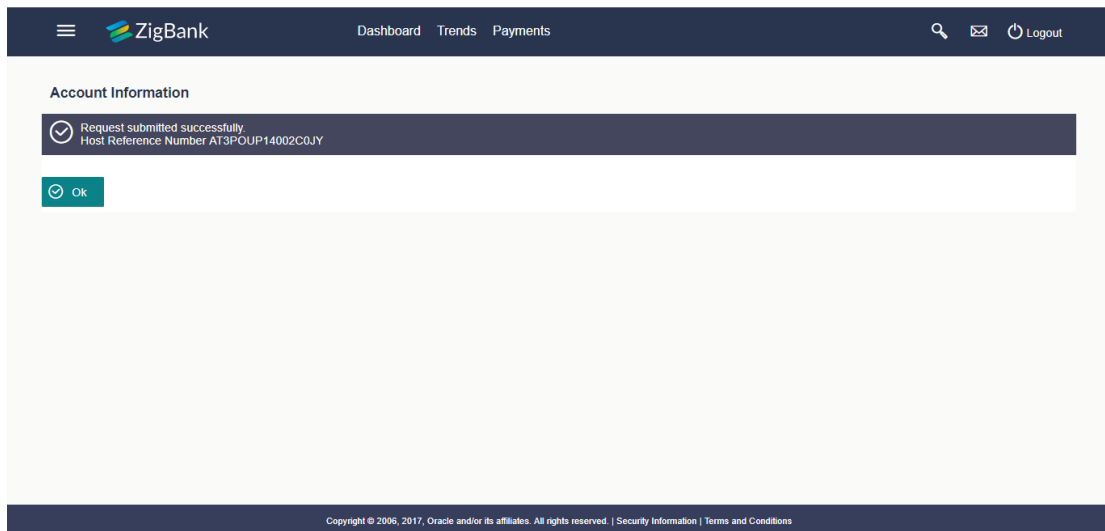 ZigBank
Dashboard Trends Payments
Logout
Account Information
Request submitted successfully.
Host Reference Number AT3POUP14002C0JY
Ok
Copyright © 2006, 2017, Oracle and/or its affiliates. All rights reserved. | Security Information | Terms and Conditions